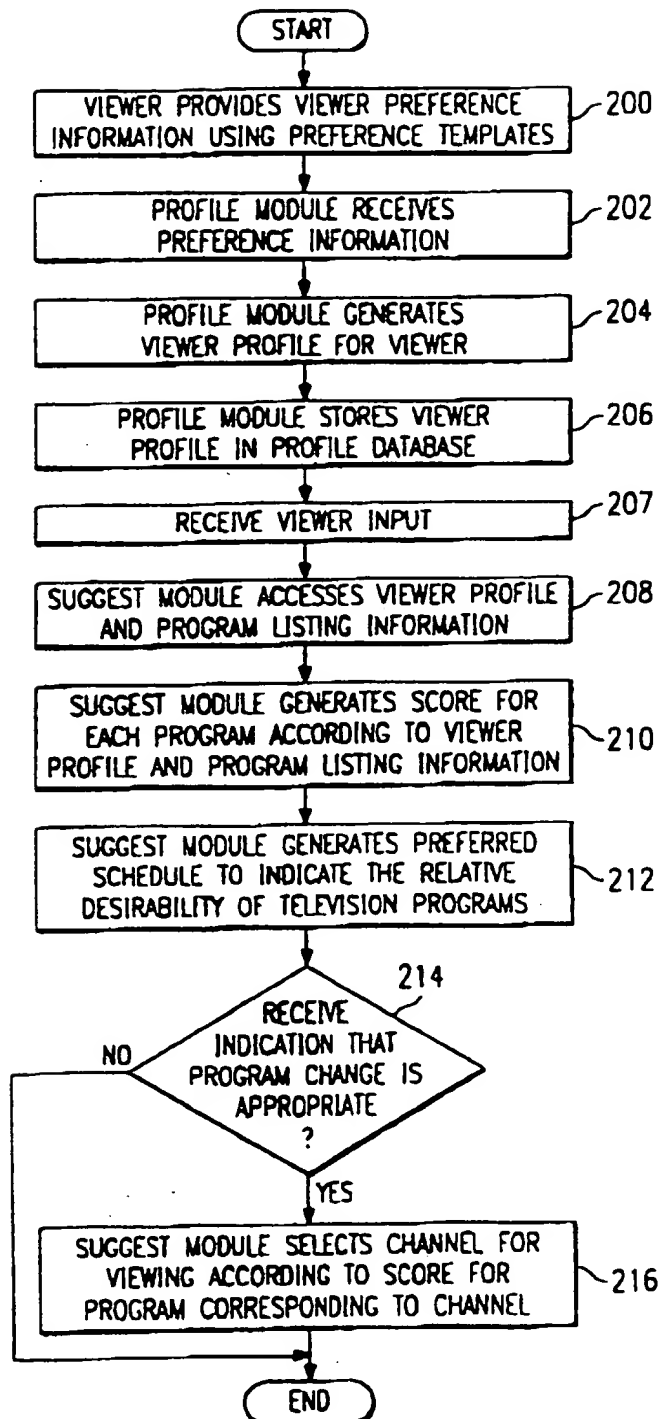 START
VIEWER PROVIDES VIEWER PREFERENCE
INFORMATION USING PREFERENCE TEMPLATES
200
PROFILE MODULE RECEIVES
PREFERENCE INFORMATION
202
PROFILE MODULE GENERATES
VIEWER PROFILE FOR VIEWER
204
PROFILE MODULE STORES VIEWER
PROFILE IN PROFILE DATABASE
206
RECEIVE VIEWER INPUT
207
SUGGEST MODULE ACCESSES VIEWER PROFILE
AND PROGRAM LISTING INFORMATION
208
SUGGEST MODULE GENERATES SCORE FOR
EACH PROGRAM ACCORDING TO VIEWER
PROFILE AND PROGRAM LISTING INFORMATION
210
SUGGEST MODULE GENERATES PREFERRED
SCHEDULE TO INDICATE THE RELATIVE
DESIRABILITY OF TELEVISION PROGRAMS
212
214
RECEIVE
INDICATION THAT
PROGRAM CHANGE IS
APPROPRIATE
?
NO
YES
SUGGEST MODULE SELECTS CHANNEL FOR
VIEWING ACCORDING TO SCORE FOR
PROGRAM CORRESPONDING TO CHANNEL
216
END